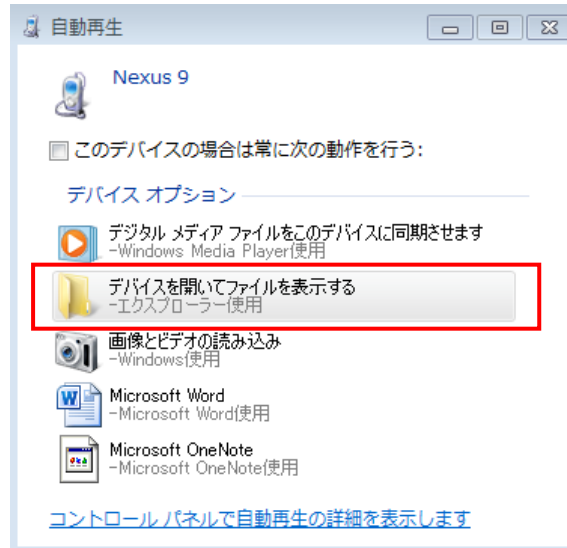 自動再生
Nexus 9
このデバイスの場合は常に次の動作を行う:
デバイス オプション
デジタル メディア ファイルをこのデバイスに同期させます
-Windows Media Player使用
デバイスを開いてファイルを表示する
-エクスプローラー使用
画像とビデオの読み込み
-Windows使用
Microsoft Word
-Microsoft Word使用
Microsoft OneNote
-Microsoft OneNote使用
コントロール パネルで自動再生の詳細を表示します